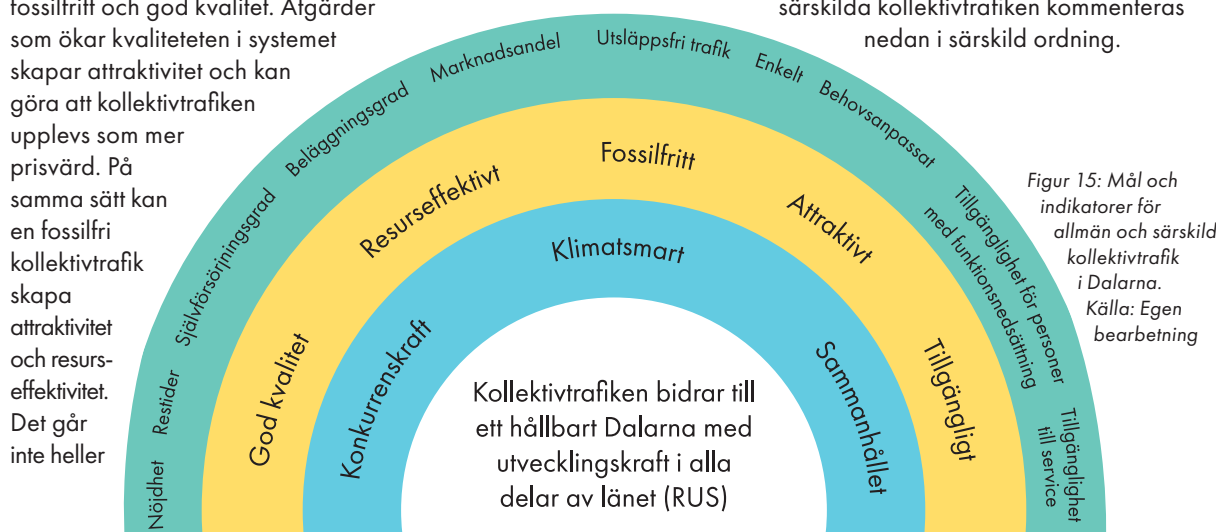 fossilfritt och god kvalitet. Åtgärder
som ökar kvaliteteten i systemet
skapar attraktivitet och kan
göra att kollektivtrafiken
upplevs som mer
prisvärd. På
samma sätt kan
en fossilfri
kollektivtrafik
skapa
attraktivitet
och resurs-
effektivitet.
Det går
inte heller
särskilda kollektivtrafiken kommenteras
nedan i särskild ordning.
Nöjdhet
Restider
Självförsörjningsgrad
Beläggningsgrad
Marknadsandel
Utsläppsfri trafik
Enkelt
Behovsanpassat
Tillgänglighet för personer
med funktionsnedsättning
Tillgänglighet
till service
God kvalitet
Resurseffektivt
Fossilfritt
Attraktivt
Tillgängligt
Konkurrenskraft
Klimatsmart
Sammanhållet
Kollektivtrafiken bidrar till
ett hållbart Dalarna med
utvecklingskraft i alla
delar av länet (RUS)
Figur 15: Mål och
indikatorer för
allmän och särskild
kollektivtrafik
i Dalarna.
Källa: Egen
bearbetning